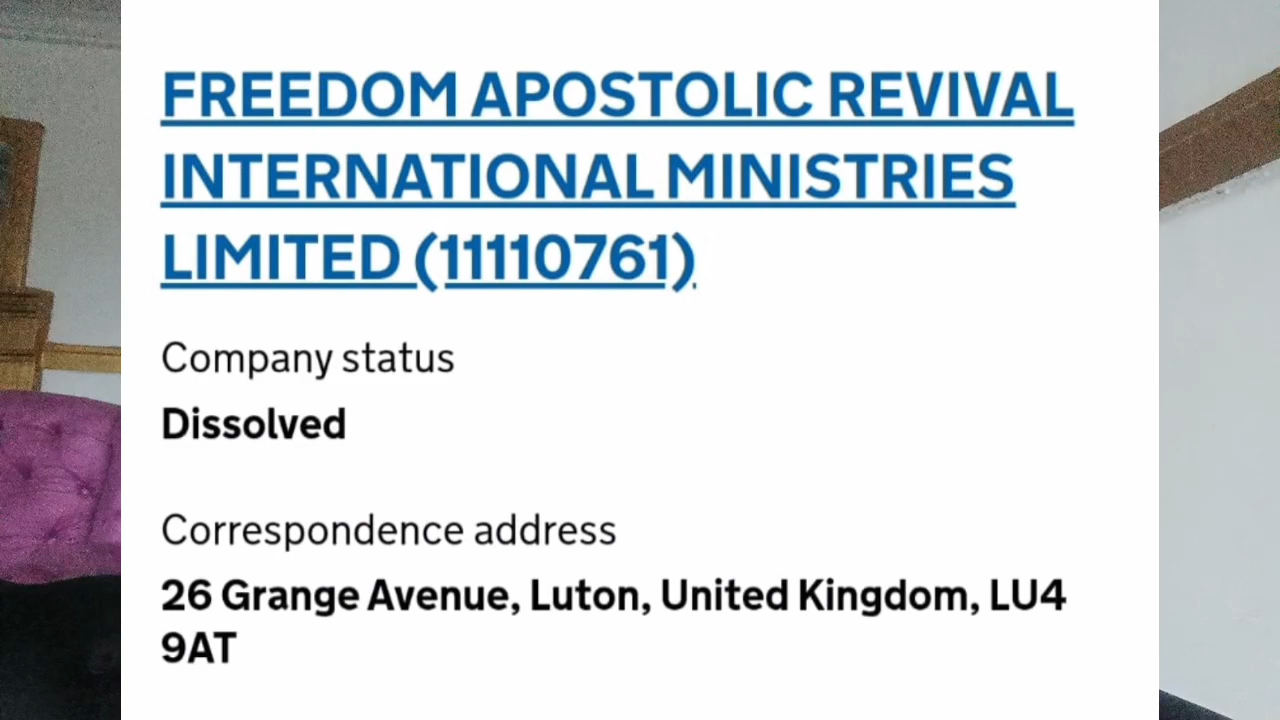 FREEDOM APOSTOLIC REVIVAL
INTERNATIONAL MINISTRIES
LIMITED (11110761)
Company status
Dissolved
Correspondence address
26 Grange Avenue, Luton, United Kingdom, LU4
9AT